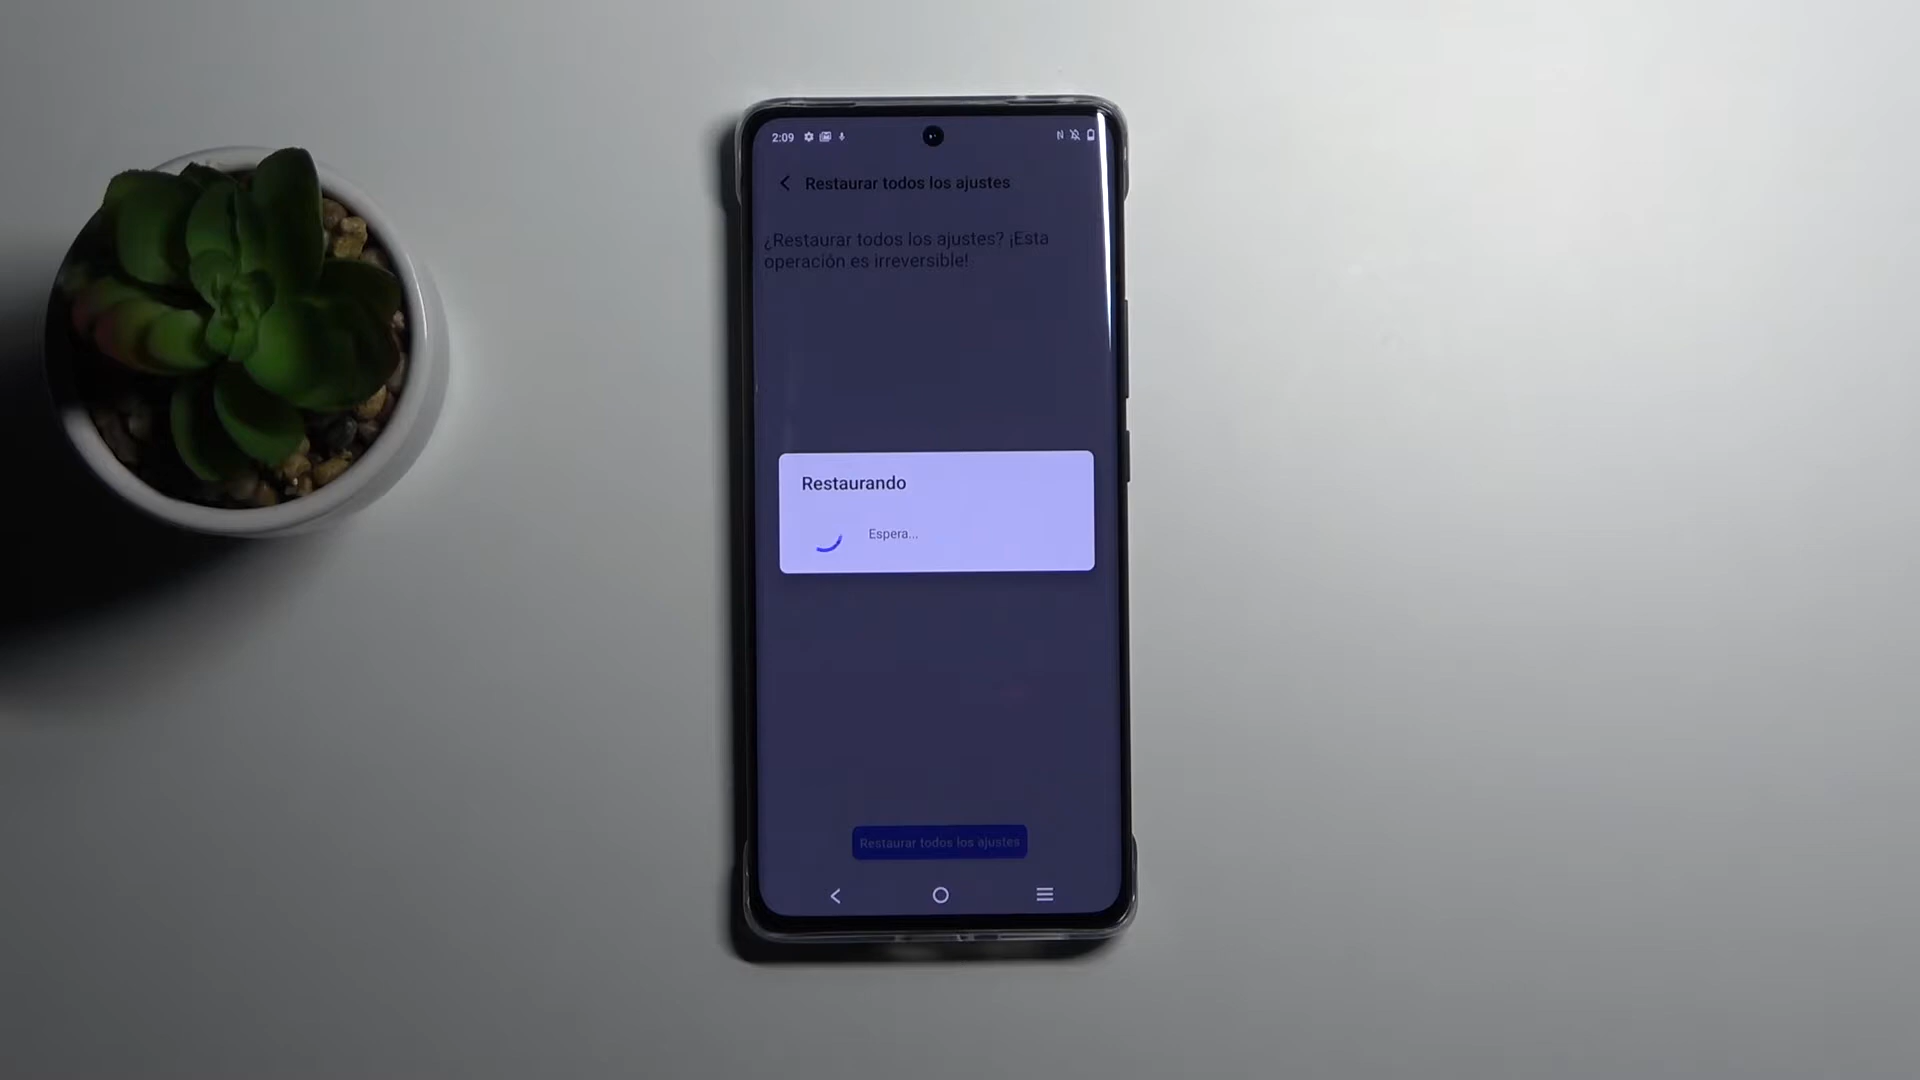 2:09
Restaurar todos los ajustes
¿Restaurar todos los ajustes? ¡Esta
operación es irreversible!
Restaurando
Espera...
Restaurar todos los ajustes